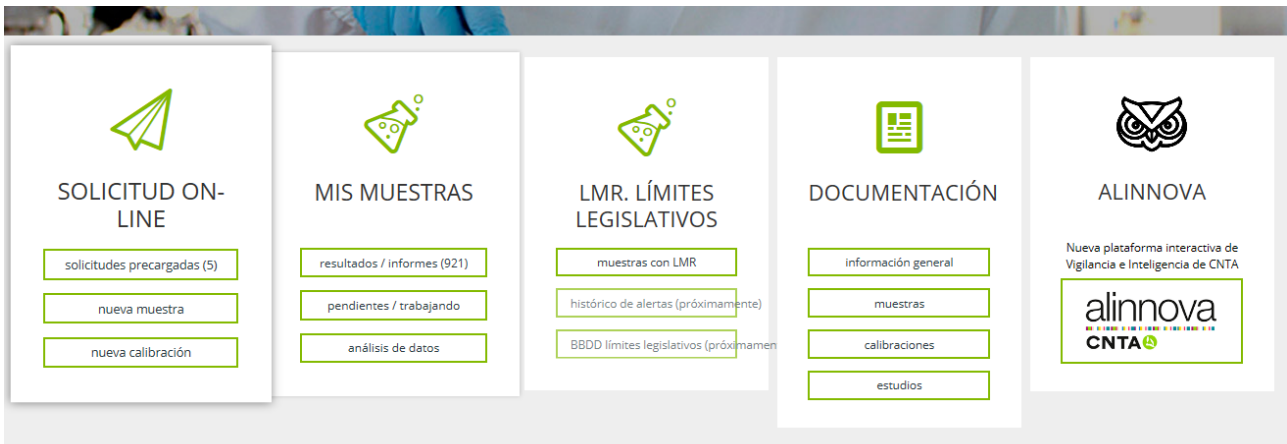 SOLICITUD ON-
LINE
solicitudes precargadas (5)
nueva muestra
nueva calibración
MIS MUESTRAS
resultados / informes (921)
pendientes / trabajando
análisis de datos
LMR. LÍMITES
LEGISLATIVOS
muestras con LMR
histórico de alertas (próximamente)
BBDD límites legislativos (próximamen
DOCUMENTACIÓN
información general
muestras
calibraciones
estudios
ALINNOVA
Nueva plataforma interactiva de
Vigilancia e Inteligencia de CNTA
alinnova
CNTA